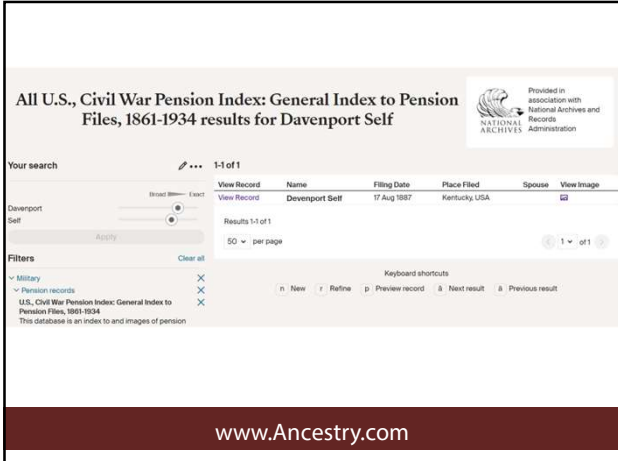 All U.S., Civil War Pension Index: General Index to Pension
Files, 1861-1934 results for Davenport Self
NATIONAL
ARCHIVES
Provided in
association with
National Archives and
Records
Administration
Your search
Broad
Exact
Davenport
Self
Apply
Filters
Clear all
Military
Pension records
U.S., Civil War Pension Index: General Index to
Pension Files, 1861-1934
This database is an index to and images of pension
1-1 of 1
View Record Name Filing Date Place Filed Spouse View Image
View Record Devenport Self 17 Aug 1887 Kentucky, USA
Results 1-1 of 1
50 per page
1 of 1
Keyboard shortcuts
n New r Refine p Preview record Next result Previous result
www.Ancestry.com